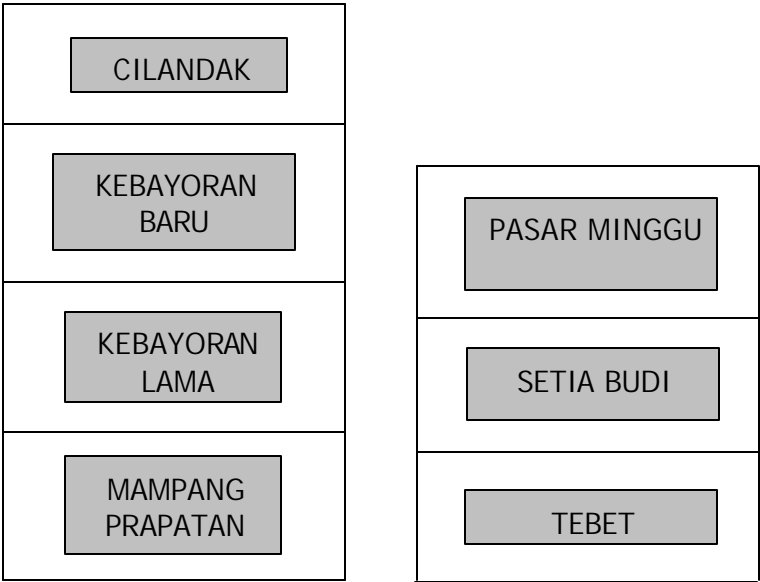 CILANDAK
KEBAYORAN
BARU
KEBAYORAN
LAMA
MAMPANG
PRAPATAN
PASAR MINGGU
SETIA BUDI
TEBET